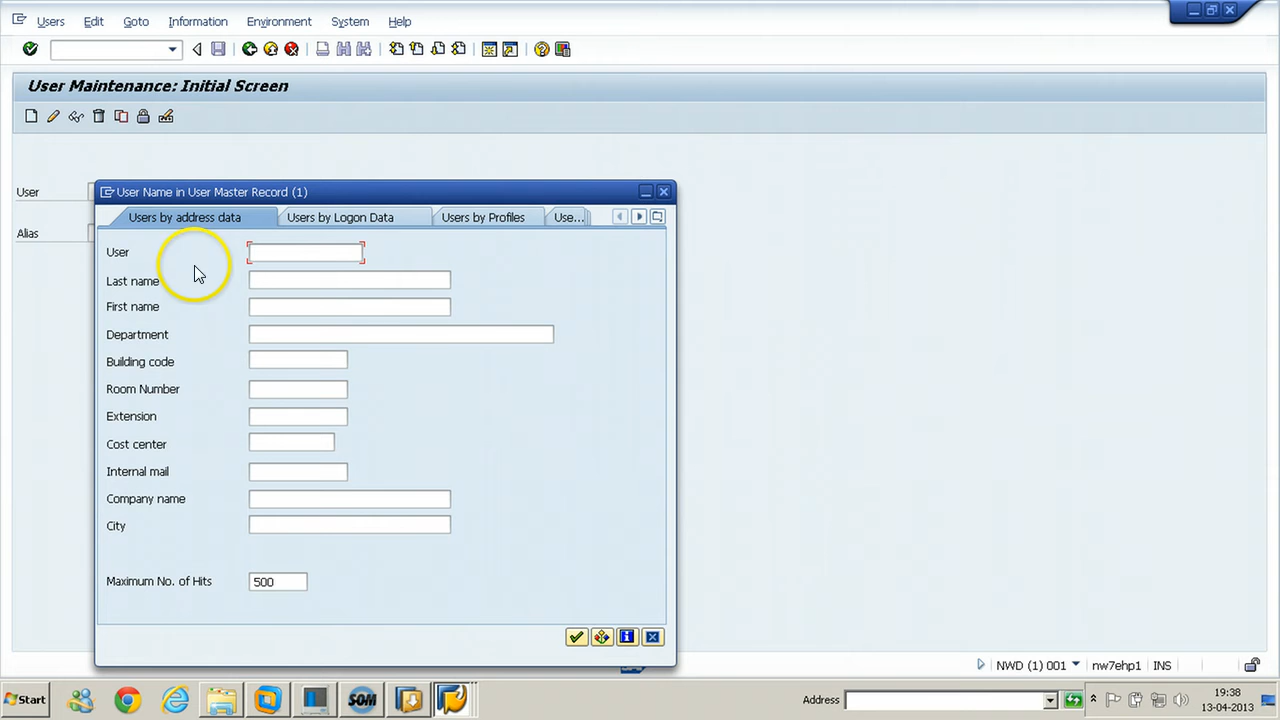 Users Edit Goto Information Environment System Help
User Maintenance: Initial Screen
User
Alias
User Name in User Master Record (1)
Users by address data Users by Logon Data Users by Profiles Use...
User
Last name
First name
Department
Building code
Room Number
Extension
Cost center
Internal mail
Company name
City
Maximum No. of Hits 500
NWD (1) 001 nw7ehp1 INS
Start SOM Address 19:38
13-04-2013